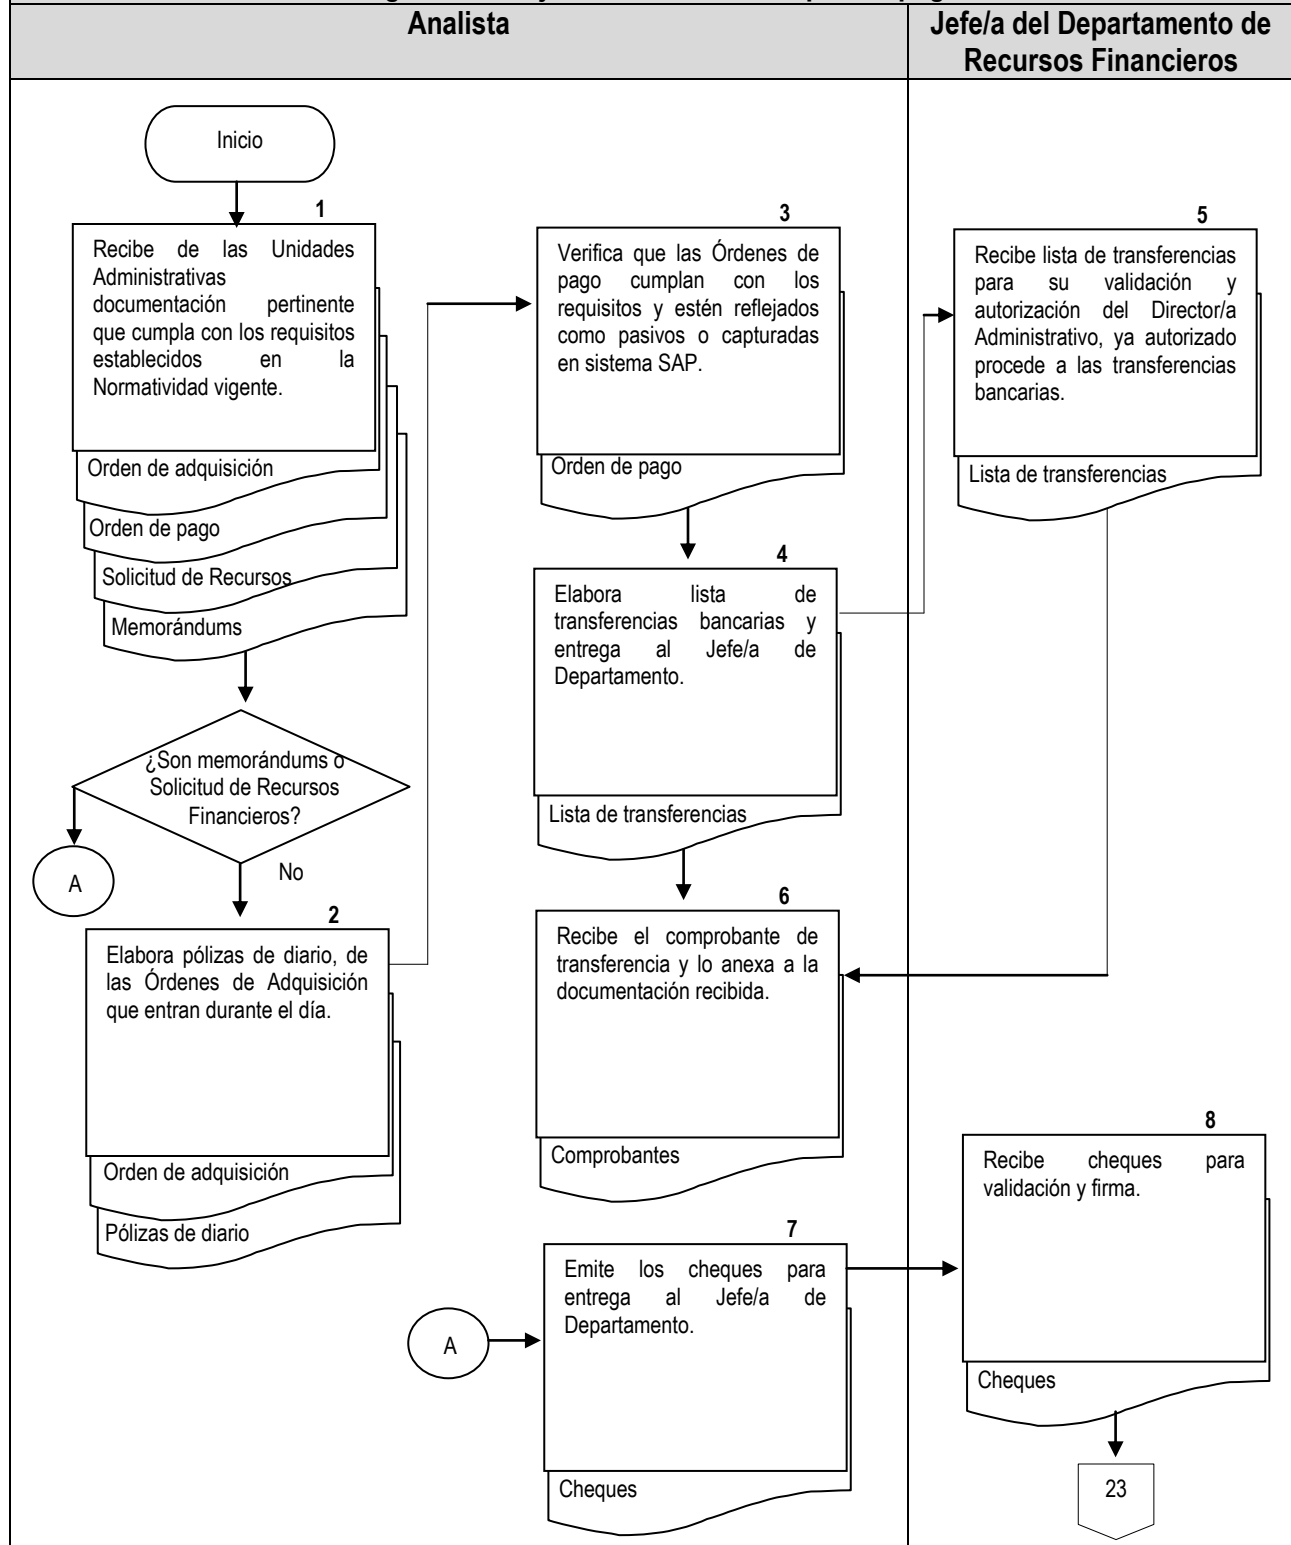 Analista
Jefe/a del Departamento de
Recursos Financieros
Inicio
1
Recibe de las Unidades
Administrativas
documentación pertinente
que cumpla con los requisitos
establecidos en la
Normatividad vigente.
Orden de adquisición
Orden de pago
Solicitud de Recursos
Memorándums
¿Son memorándums o
Solicitud de Recursos
Financieros?
A
No
2
Elabora pólizas de diario, de
las Órdenes de Adquisición
que entran durante el día.
Orden de adquisición
Pólizas de diario
3
Verifica que las Órdenes de
pago cumplan con los
requisitos y estén reflejados
como pasivos o capturadas
en sistema SAP.
Orden de pago
4
Elabora lista de
transferencias bancarias y
entrega al Jefe/a de
Departamento.
Lista de transferencias
5
Recibe lista de transferencias
para su validación y
autorización del Director/a
Administrativo, ya autorizado
procede a las transferencias
bancarias.
Lista de transferencias
6
Recibe el comprobante de
transferencia y lo anexa a la
documentación recibida.
Comprobantes
A
7
Emite los cheques para
entrega al Jefe/a de
Departamento.
Cheques
8
Recibe cheques para
validación y firma.
Cheques
23